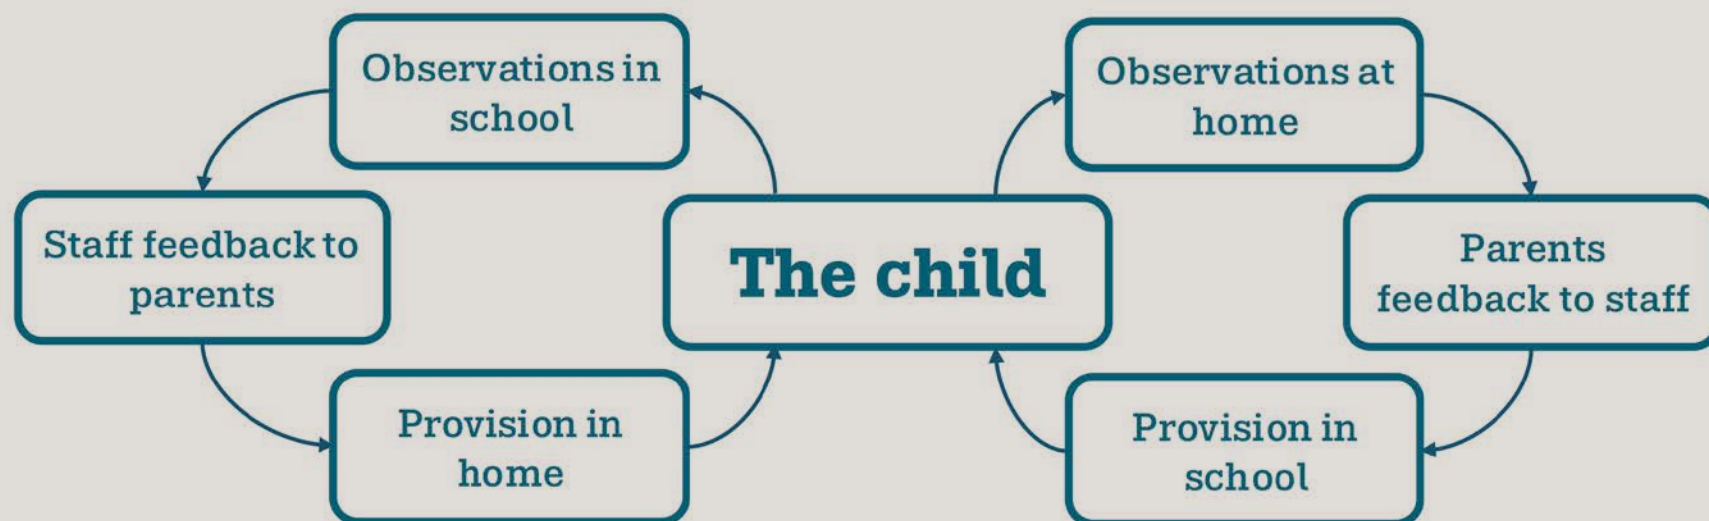 Observations in
school
Observations at
home
Staff feedback to
parents
The child
Parents
feedback to staff
Provision in
home
Provision in
school